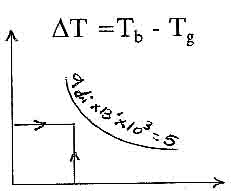 ΔT = T_b - T_g
q di × B' × 10³ = 5